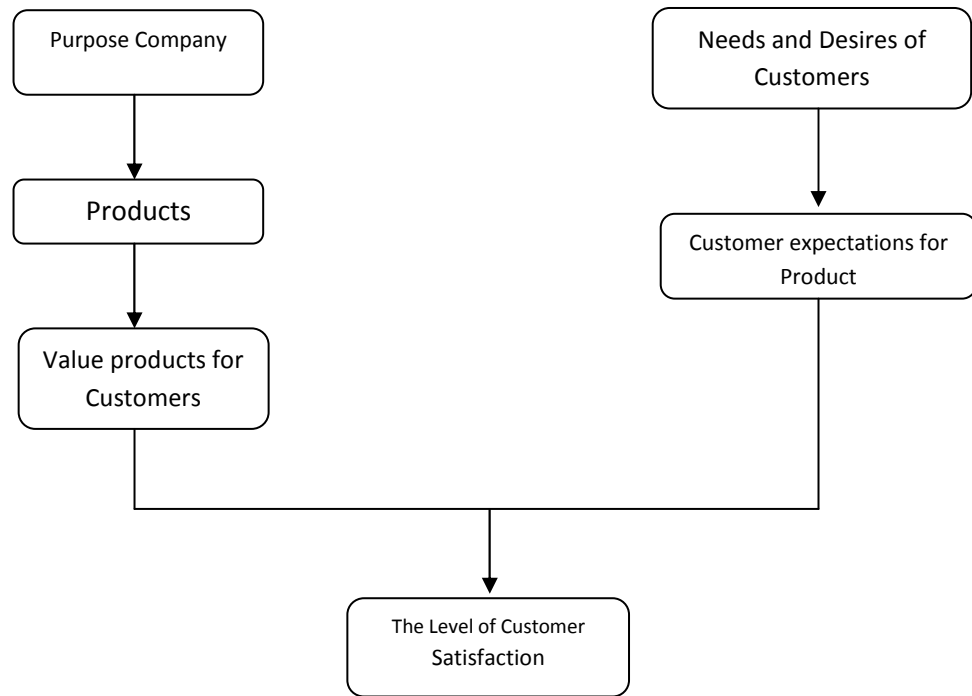 Purpose Company
Needs and Desires of
Customers
Products
Customer expectations for
Product
Value products for
Customers
The Level of Customer
Satisfaction